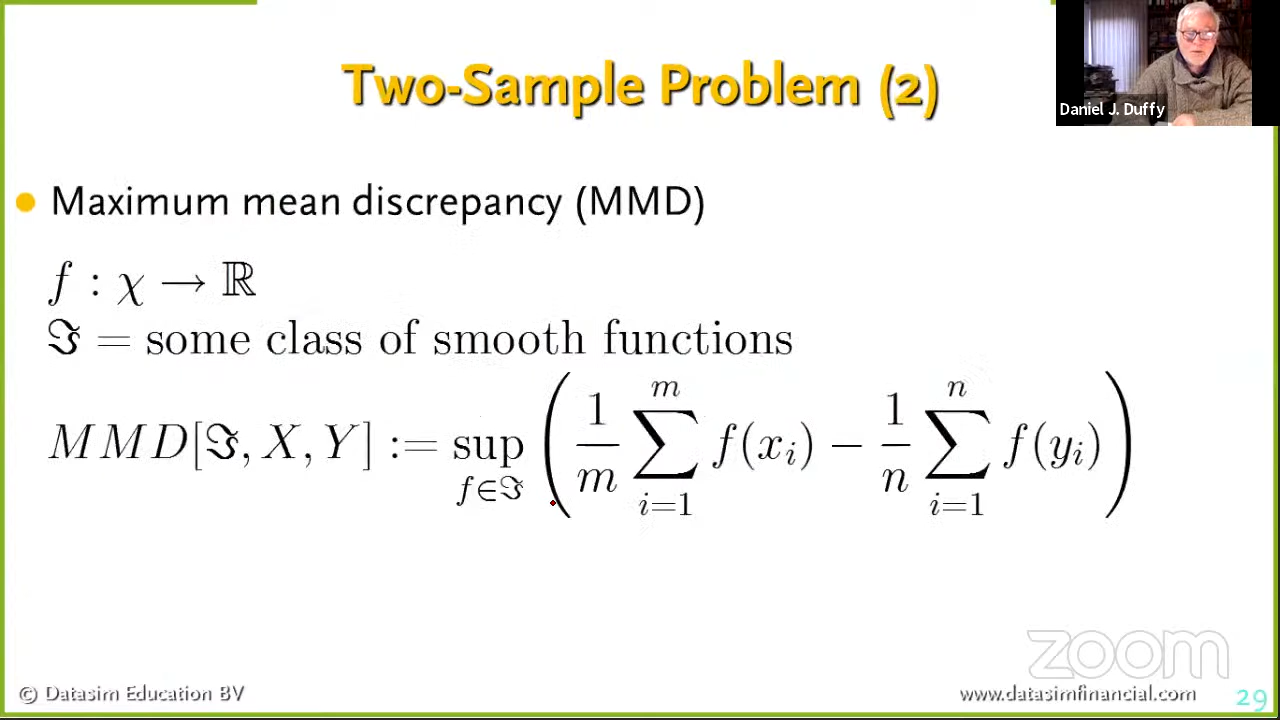 Two-Sample Problem (2)
Daniel J. Duffy
Maximum mean discrepancy (MMD)
f : χ → ℝ
ℑ = some class of smooth functions
MMD[ℑ, X, Y] := sup_{f∈ℑ} ( 1/m ∑_{i=1}^{m} f(x_i) − 1/n ∑_{i=1}^{n} f(y_i) )
zoom
© Datasim Education BV
www.datasimfinancial.com
29